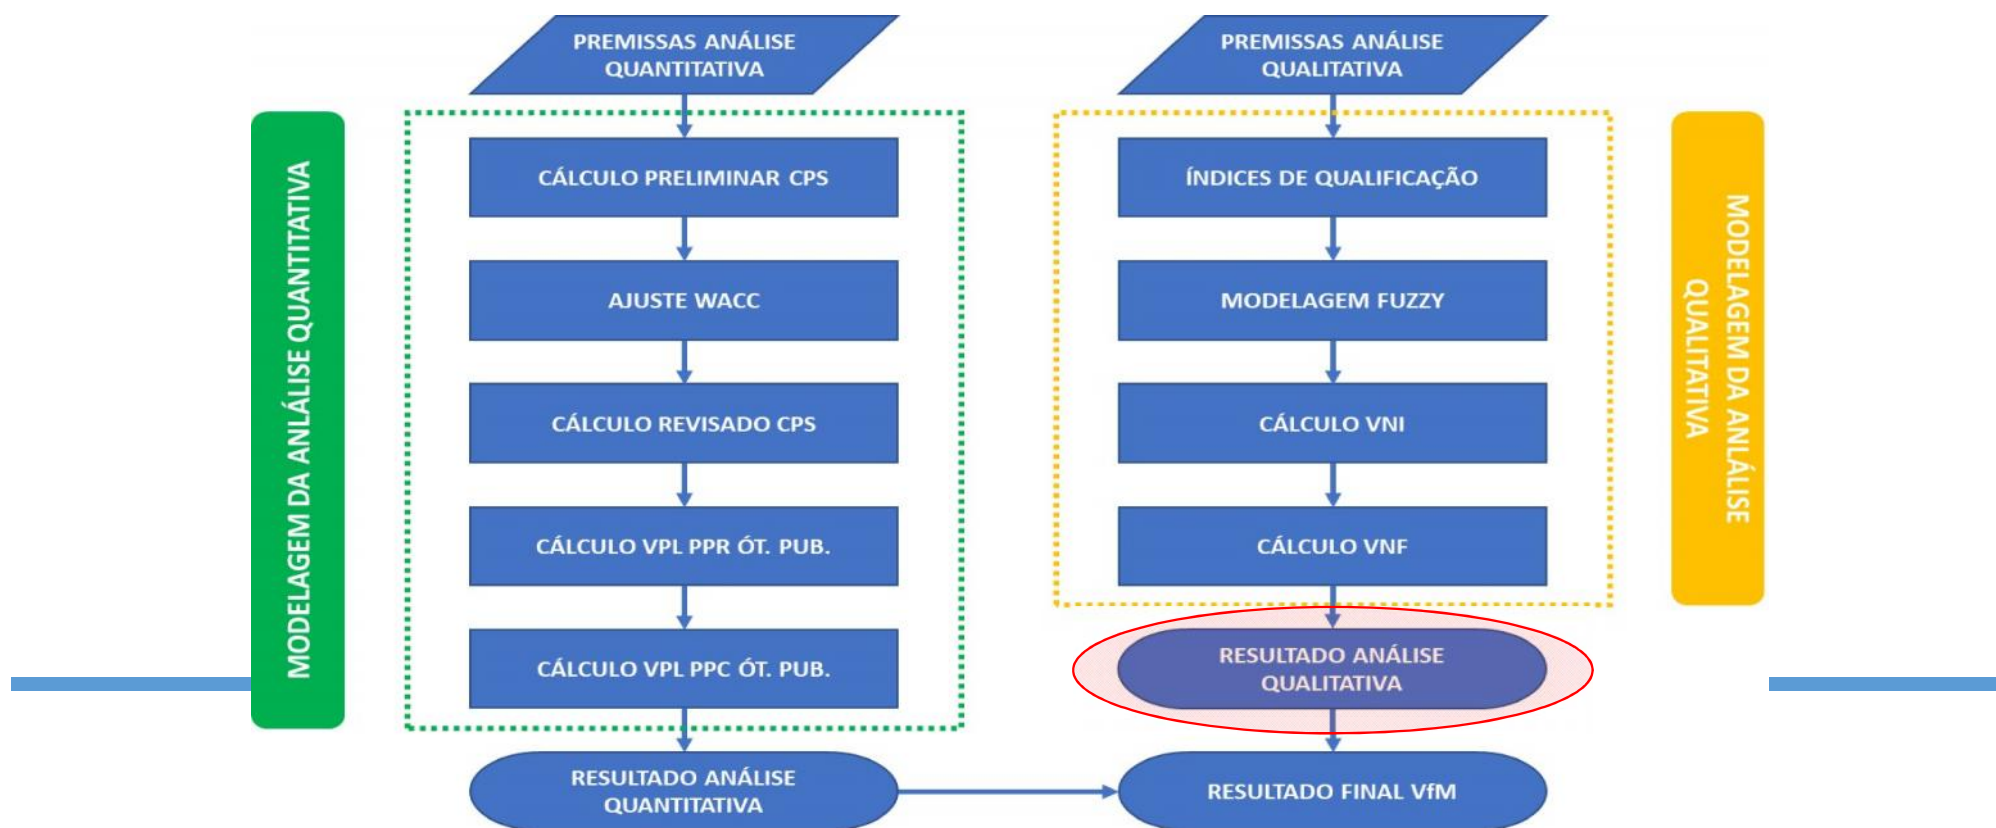 PREMISSAS ANÁLISE
QUANTITATIVA
PREMISSAS ANÁLISE
QUALITATIVA
MODELAGEM DA ANLÁLISE QUANTITATIVA
CÁLCULO PRELIMINAR CPS
AJUSTE WACC
CÁLCULO REVISADO CPS
CÁLCULO VPL PPR ÓT. PUB.
CÁLCULO VPL PPC ÓT. PUB.
RESULTADO ANÁLISE
QUANTITATIVA
ÍNDICES DE QUALIFICAÇÃO
MODELAGEM FUZZY
CÁLCULO VNI
CÁLCULO VNF
RESULTADO ANÁLISE
QUALITATIVA
RESULTADO FINAL VfM
MODELAGEM DA ANLÁLISE
QUALITATIVA